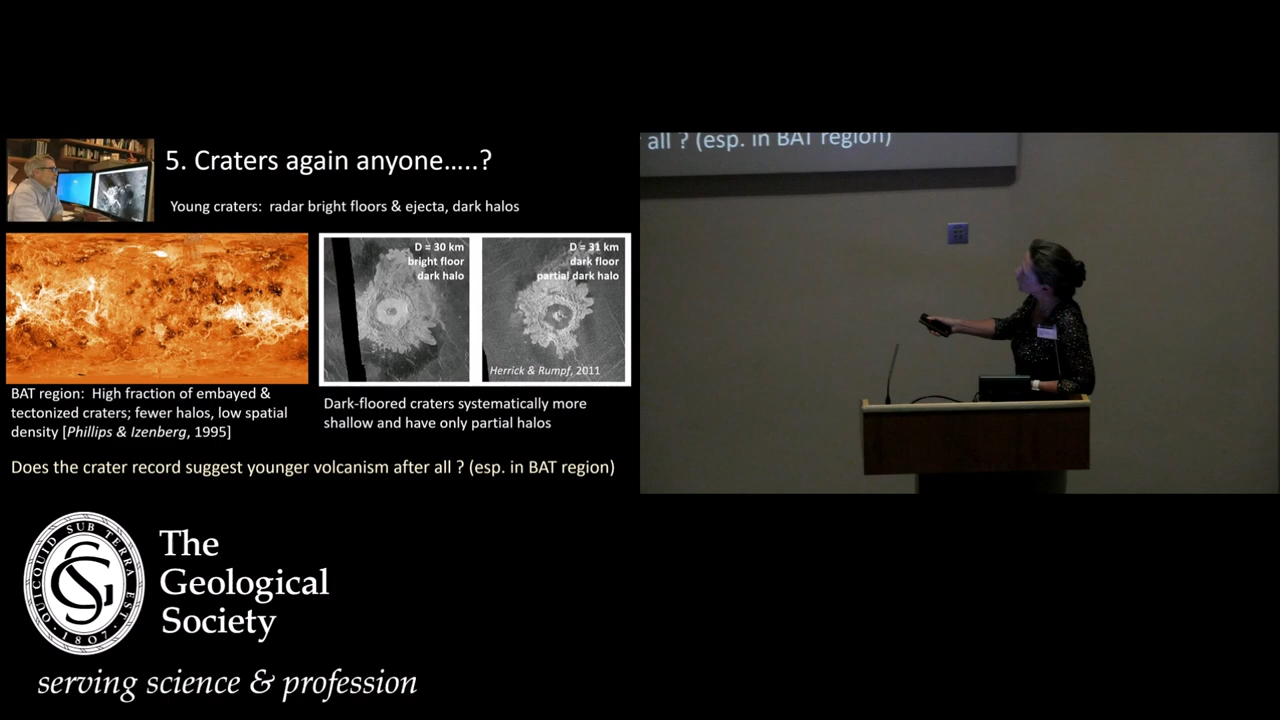 5. Craters again anyone…..?
Young craters: radar bright floors & ejecta, dark halos
D = 30 km
bright floor
dark halo
D = 31 km
dark floor
partial dark halo
Herrick & Rumpf, 2011
BAT region: High fraction of embayed &
tectonized craters; fewer halos, low spatial
density [Phillips & Izenberg, 1995]
Dark-floored craters systematically more
shallow and have only partial halos
Does the crater record suggest younger volcanism after all ? (esp. in BAT region)
all ? (esp. in BAT region)
QUICQUID SUB TERRA EST
GS
· 1807 ·
The
Geological
Society
serving science & profession